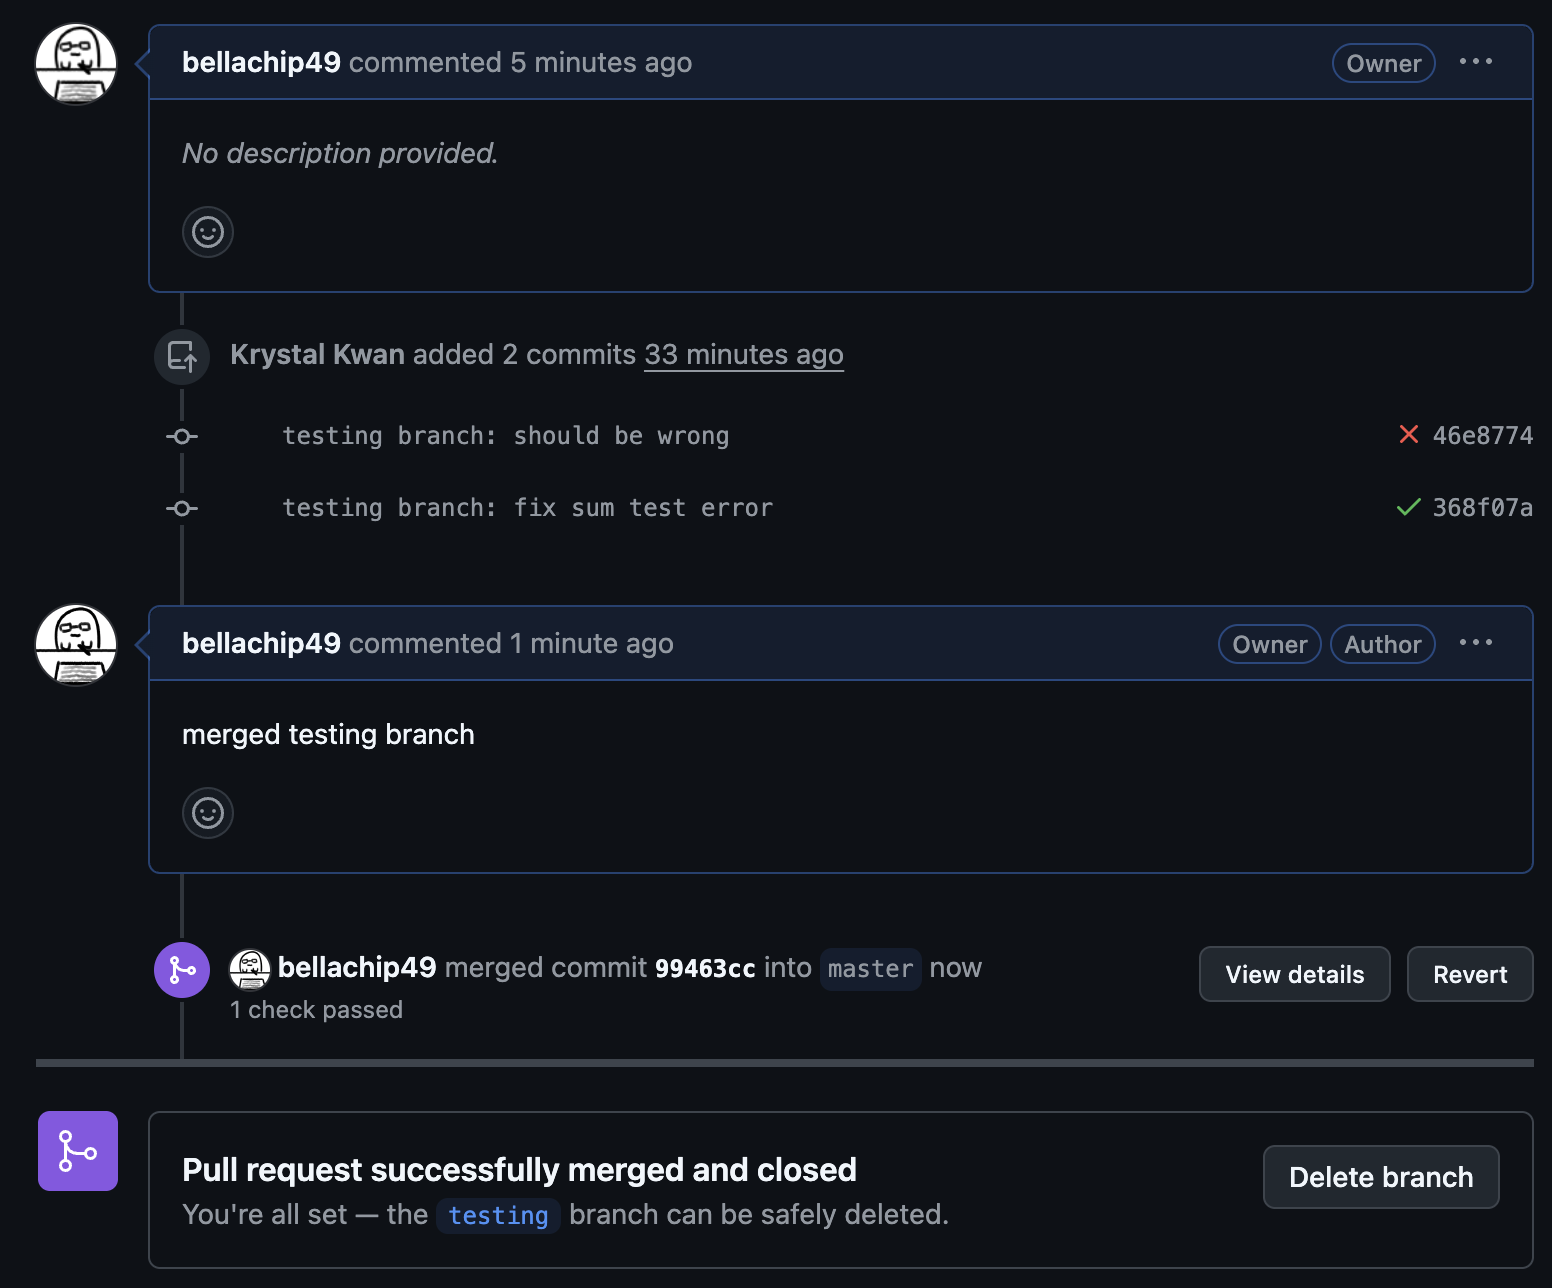 bellachip49 commented 5 minutes ago Owner
No description provided.
Krystal Kwan added 2 commits 33 minutes ago
testing branch: should be wrong 46e8774
testing branch: fix sum test error 368f07a
bellachip49 commented 1 minute ago Owner Author
merged testing branch
bellachip49 merged commit 99463cc into master now View details Revert
1 check passed
Pull request successfully merged and closed
Delete branch
You're all set — the testing branch can be safely deleted.